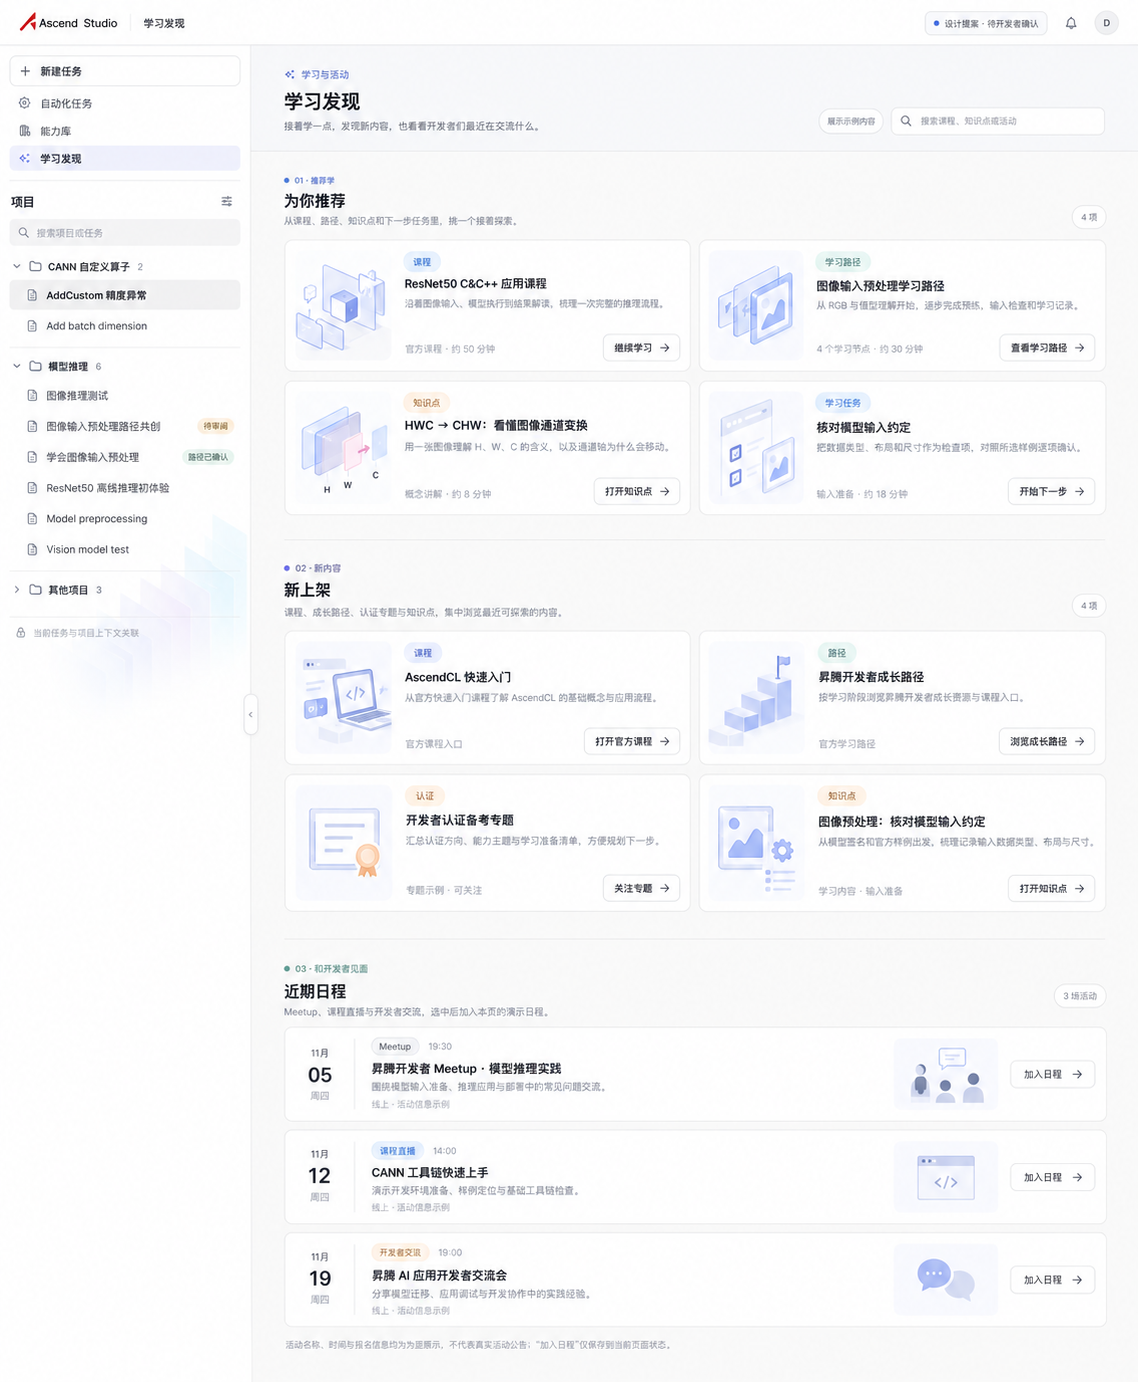 Ascend Studio
学习发现
设计提案 · 待开发者确认
D
新建任务
自动化任务
能力库
学习发现
项目
搜索项目或任务
CANN 自定义算子 2
AddCustom 精度异常
Add batch dimension
模型推理 6
图像推理测试
图像输入预处理路径共创 待审阅
学会图像输入预处理 路径已确认
ResNet50 离线推理初体验
Model preprocessing
Vision model test
其他项目 3
当前任务与项目上下文关联
学习与活动
学习发现
接着学一点，发现新内容，也看看开发者们最近在交流什么。
展示示例内容
搜索课程、知识点或活动
01 · 推荐学
为你推荐
从课程、路径、知识点和下一步任务里，挑一个接着探索。
4 项
课程
ResNet50 C&C++ 应用课程
沿着图像输入、模型执行到结果解读，梳理一次完整的推理流程。
官方课程 · 约 50 分钟
继续学习
学习路径
图像输入预处理学习路径
从 RGB 与值型理解开始，逐步完成预练，输入检查和学习记录。
4 个学习节点 · 约 30 分钟
查看学习路径
知识点
HWC → CHW：看懂图像通道变换
用一张图像理解 H、W、C 的含义，以及通道轴为什么会移动。
H
W
C
概念讲解 · 约 8 分钟
打开知识点
学习任务
核对模型输入约定
把数据类型、布局和尺寸作为检查项，对照所选样例逐项确认。
输入准备 · 约 18 分钟
开始下一步
02 · 新内容
新上架
课程、成长路径、认证专题与知识点，集中浏览最近可探索的内容。
4 项
课程
AscendCL 快速入门
从官方快速入门课程了解 AscendCL 的基础概念与应用流程。
官方课程入口
打开官方课程
路径
昇腾开发者成长路径
按学习阶段浏览昇腾开发者成长资源与课程入口。
官方学习路径
浏览成长路径
认证
开发者认证备考专题
汇总认证方向、能力主题与学习准备清单，方便规划下一步。
专题示例 · 可关注
关注专题
知识点
图像预处理：核对模型输入约定
从模型签名和官方样例出发，梳理记录输入数据类型、布局与尺寸。
学习内容 · 输入准备
打开知识点
03 · 和开发者见面
近期日程
Meetup、课程直播与开发者交流，选中后加入本页的演示日程。
3 场活动
11月
05
周四
Meetup 19:30
昇腾开发者 Meetup · 模型推理实践
围绕模型输入准备、推理应用与部署中的常见问题交流。
线上 · 活动信息示例
加入日程
11月
12
周四
课程直播 14:00
CANN 工具链快速上手
演示开发环境准备、样例定位与基础工具链检查。
线上 · 活动信息示例
</>
加入日程
11月
19
周四
开发者交流 19:00
昇腾 AI 应用开发者交流会
分享模型迁移、应用调试与开发协作中的实践经验。
线上 · 活动信息示例
加入日程
活动名称、时间与报名信息均为演示，不代表真实活动公告；“加入日程”仅保存到当前页面状态。